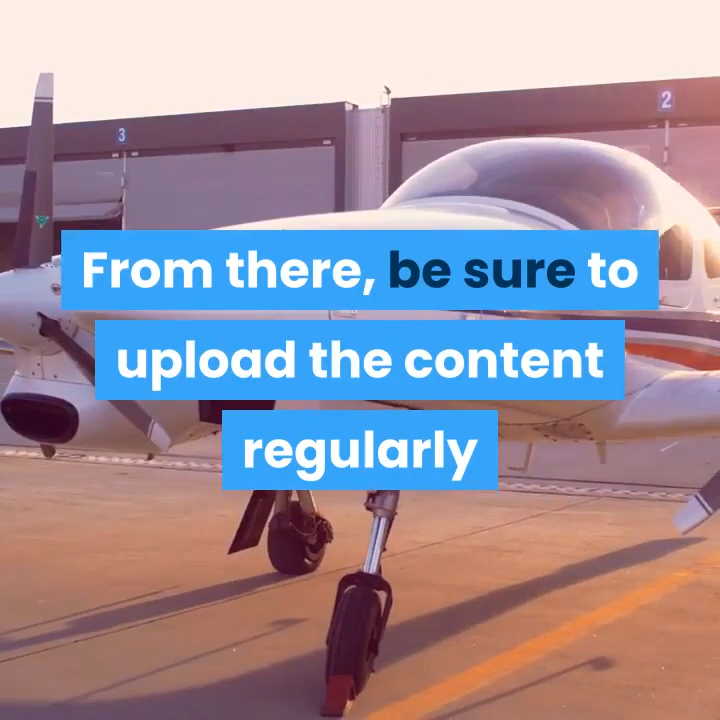 3
2
From there, be sure to
upload the content
regularly